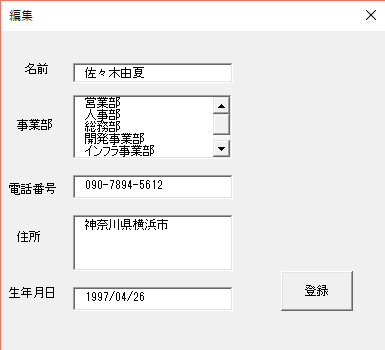 編集
名前
佐々木由夏
事業部
営業部
人事部
総務部
開発事業部
インフラ事業部
電話番号
090-7894-5612
住所
神奈川県横浜市
生年月日
1997/04/26
登録